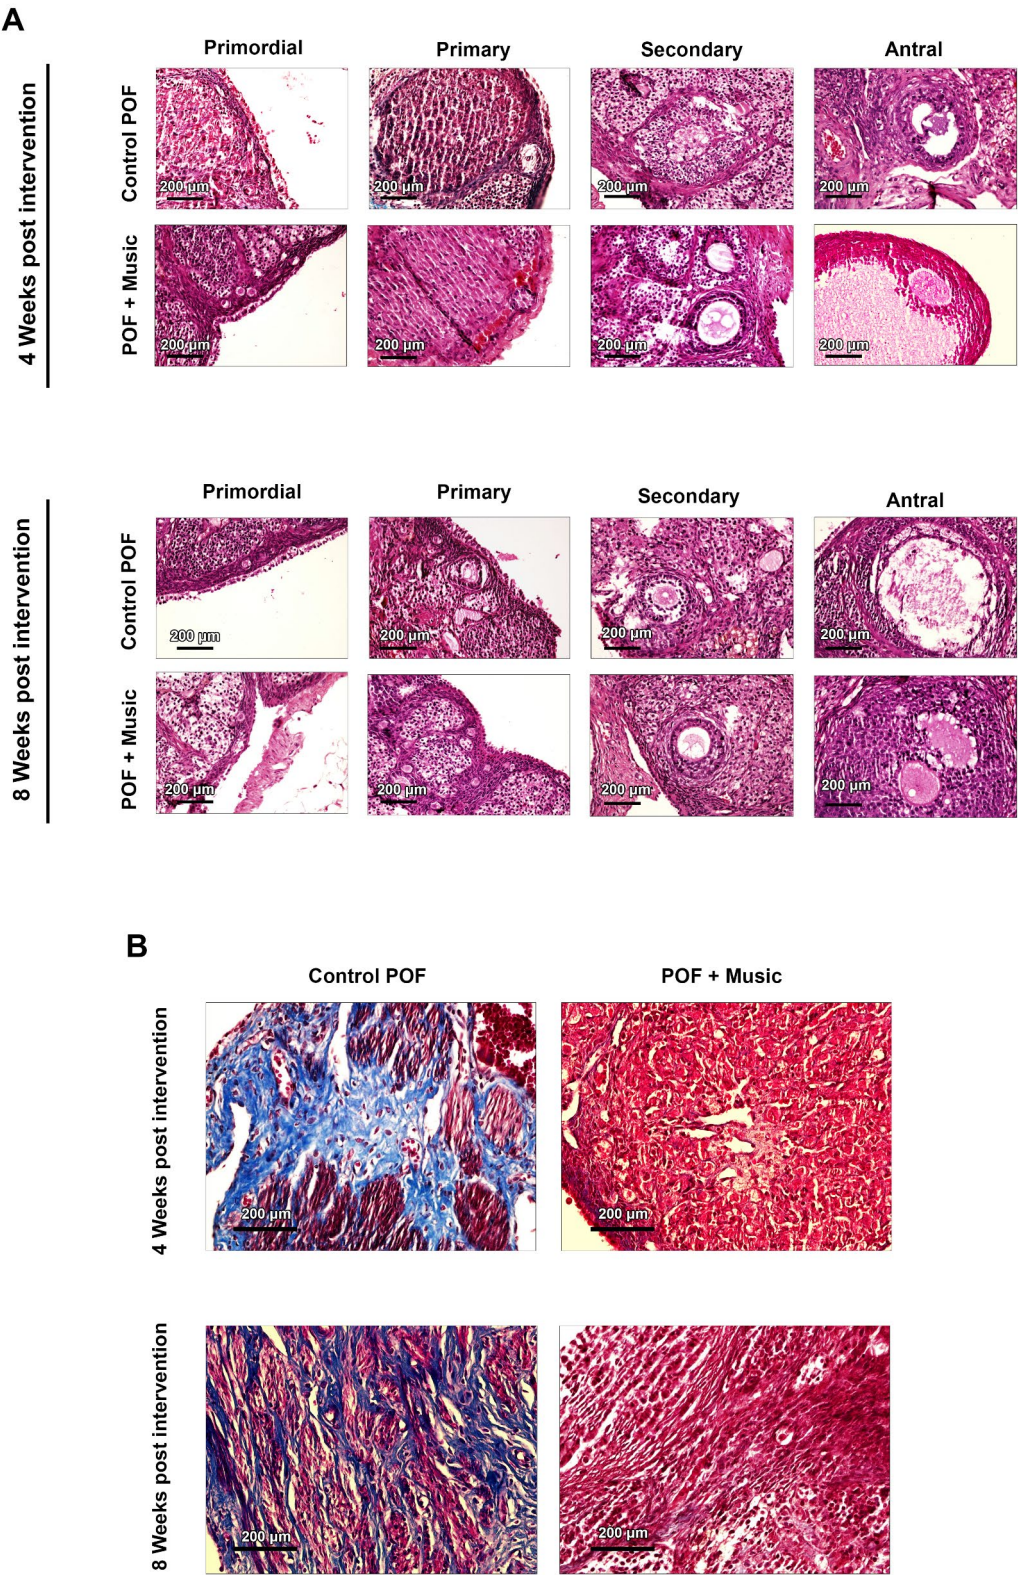 A
Primordial Primary Secondary Antral
4 Weeks post intervention
Control POF
200 µm 200 µm 200 µm 200 µm
POF + Music
200 µm 200 µm 200 µm 200 µm
Primordial Primary Secondary Antral
8 Weeks post intervention
Control POF
200 µm 200 µm 200 µm 200 µm
POF + Music
200 µm 200 µm 200 µm 200 µm
B
Control POF POF + Music
4 Weeks post intervention
200 µm 200 µm
8 Weeks post intervention
200 µm 200 µm